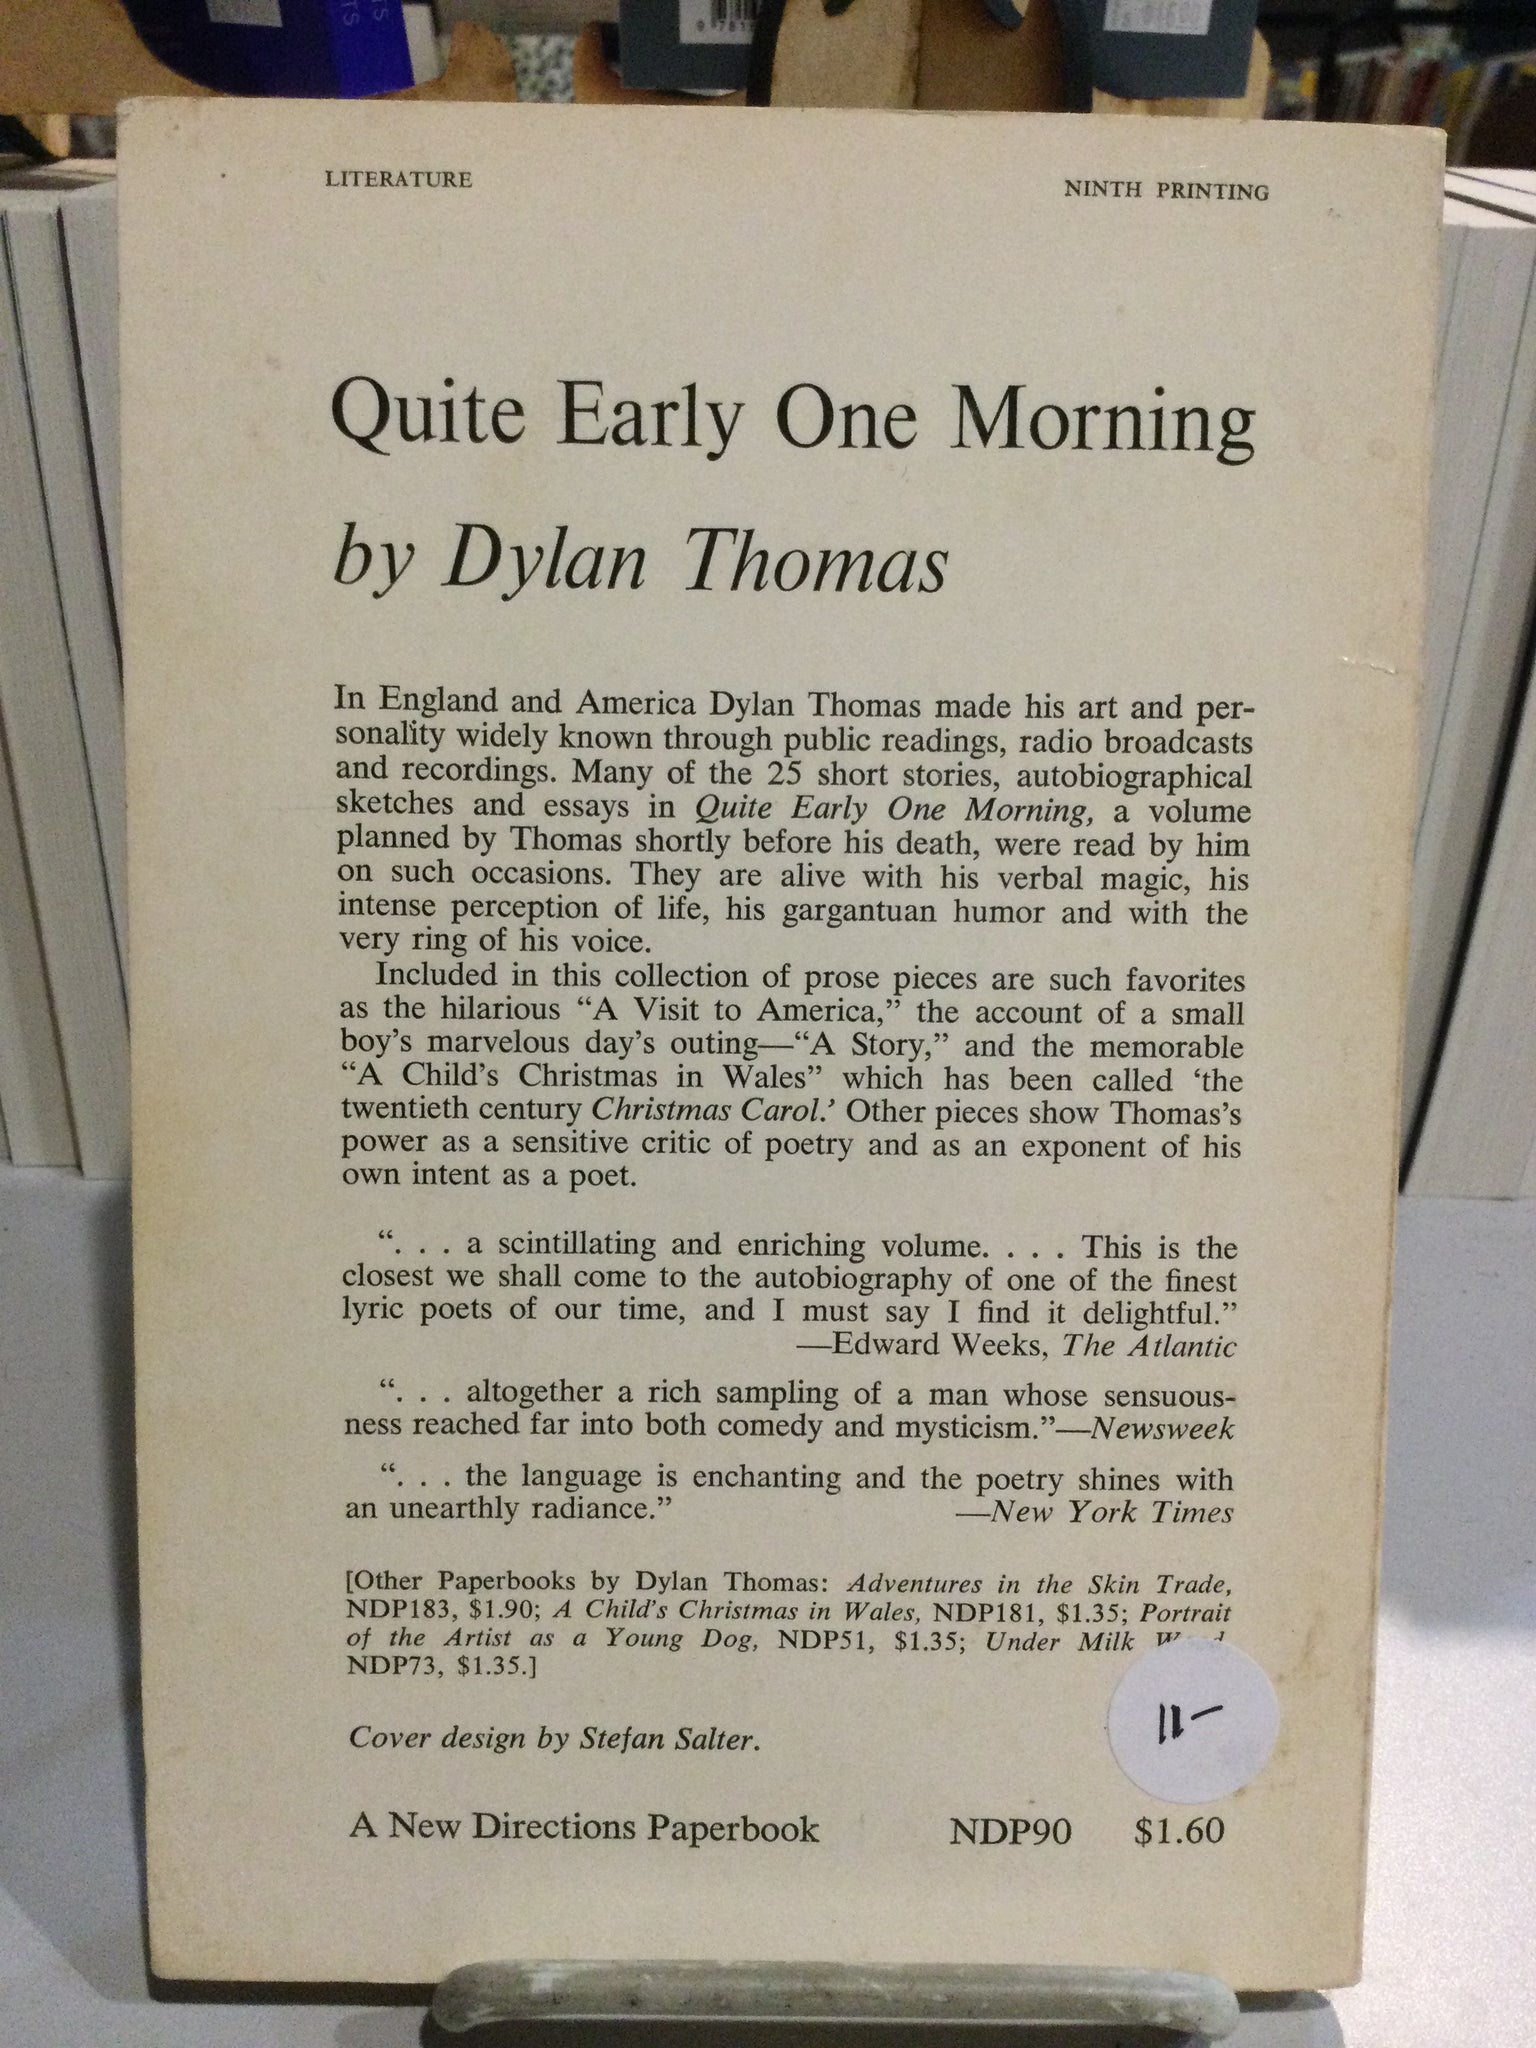 LITERATURE
NINTH PRINTING
Quite Early One Morning
by Dylan Thomas
In England and America Dylan Thomas made his art and per-
sonality widely known through public readings, radio broadcasts
and recordings. Many of the 25 short stories, autobiographical
sketches and essays in Quite Early One Morning, a volume
planned by Thomas shortly before his death, were read by him
on such occasions. They are alive with his verbal magic, his
intense perception of life, his gargantuan humor and with the
very ring of his voice.
Included in this collection of prose pieces are such favorites
as the hilarious “A Visit to America,” the account of a small
boy’s marvelous day’s outing—“A Story,” and the memorable
“A Child’s Christmas in Wales” which has been called ‘the
twentieth century Christmas Carol.’ Other pieces show Thomas’s
power as a sensitive critic of poetry and as an exponent of his
own intent as a poet.
“. . . a scintillating and enriching volume. . . . This is the
closest we shall come to the autobiography of one of the finest
lyric poets of our time, and I must say I find it delightful.”
—Edward Weeks, The Atlantic
“. . . altogether a rich sampling of a man whose sensuous-
ness reached far into both comedy and mysticism.”—Newsweek
“. . . the language is enchanting and the poetry shines with
an unearthly radiance.”
—New York Times
[Other Paperbooks by Dylan Thomas: Adventures in the Skin Trade,
NDP183, $1.90; A Child’s Christmas in Wales, NDP181, $1.35; Portrait
of the Artist as a Young Dog, NDP51, $1.35; Under Milk
NDP73, $1.35.]
11-
Cover design by Stefan Salter.
A New Directions Paperbook
NDP90 $1.60